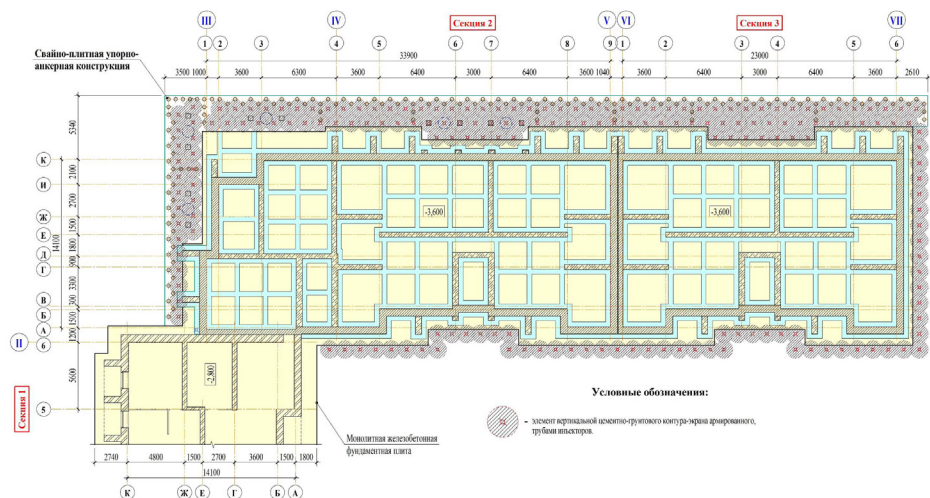 III IV Секция 2 V VI Секция 3 VII
1 2 3 4 5 6 7 8 9 1 2 3 4 5 6
Свайно-плитная упорно-
анкерная конструкция
33900 23000
3500 1000 3600 6300 3600 6400 3000 6400 3600 1040 3600 6400 3000 6400 3600 2610
5340
К
2100
И
2700
Ж
-3,600 -3,600
1500
Е
14100
1800
Д
900
Г
3300
В
300
Б
1500
А
1200
II 6
5600
-2,800
Секция 1
5
Условные обозначения:
- элемент вертикальной цементно-грунтового контура-экрана армированного,
трубами инъекторов.
Монолитная железобетонная
фундаментная плита
2740 4800 1500 2700 3600 1500 1800
14100
К Ж Е Г Б А